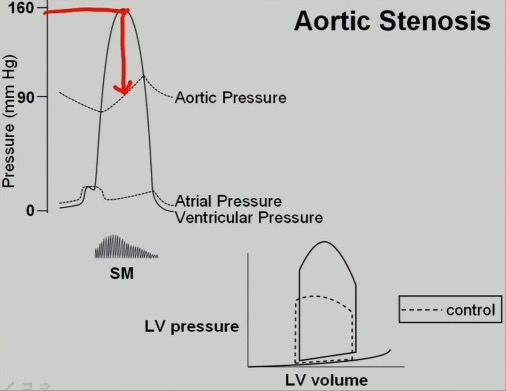 Aortic Stenosis
160
90
0
Pressure (mm Hg)
Aortic Pressure
Atrial Pressure
Ventricular Pressure
SM
LV pressure
control
LV volume